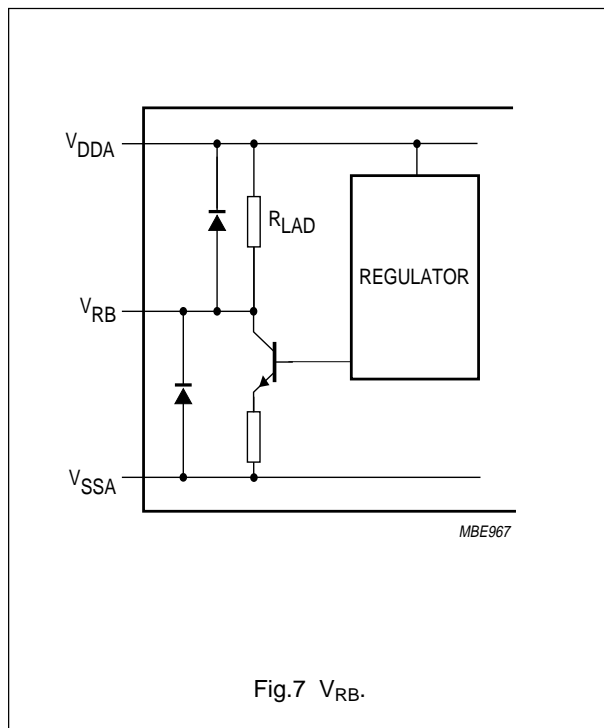 VDDA
RLAD
REGULATOR
VRB
VSSA
MBE967
Fig.7 VRB.